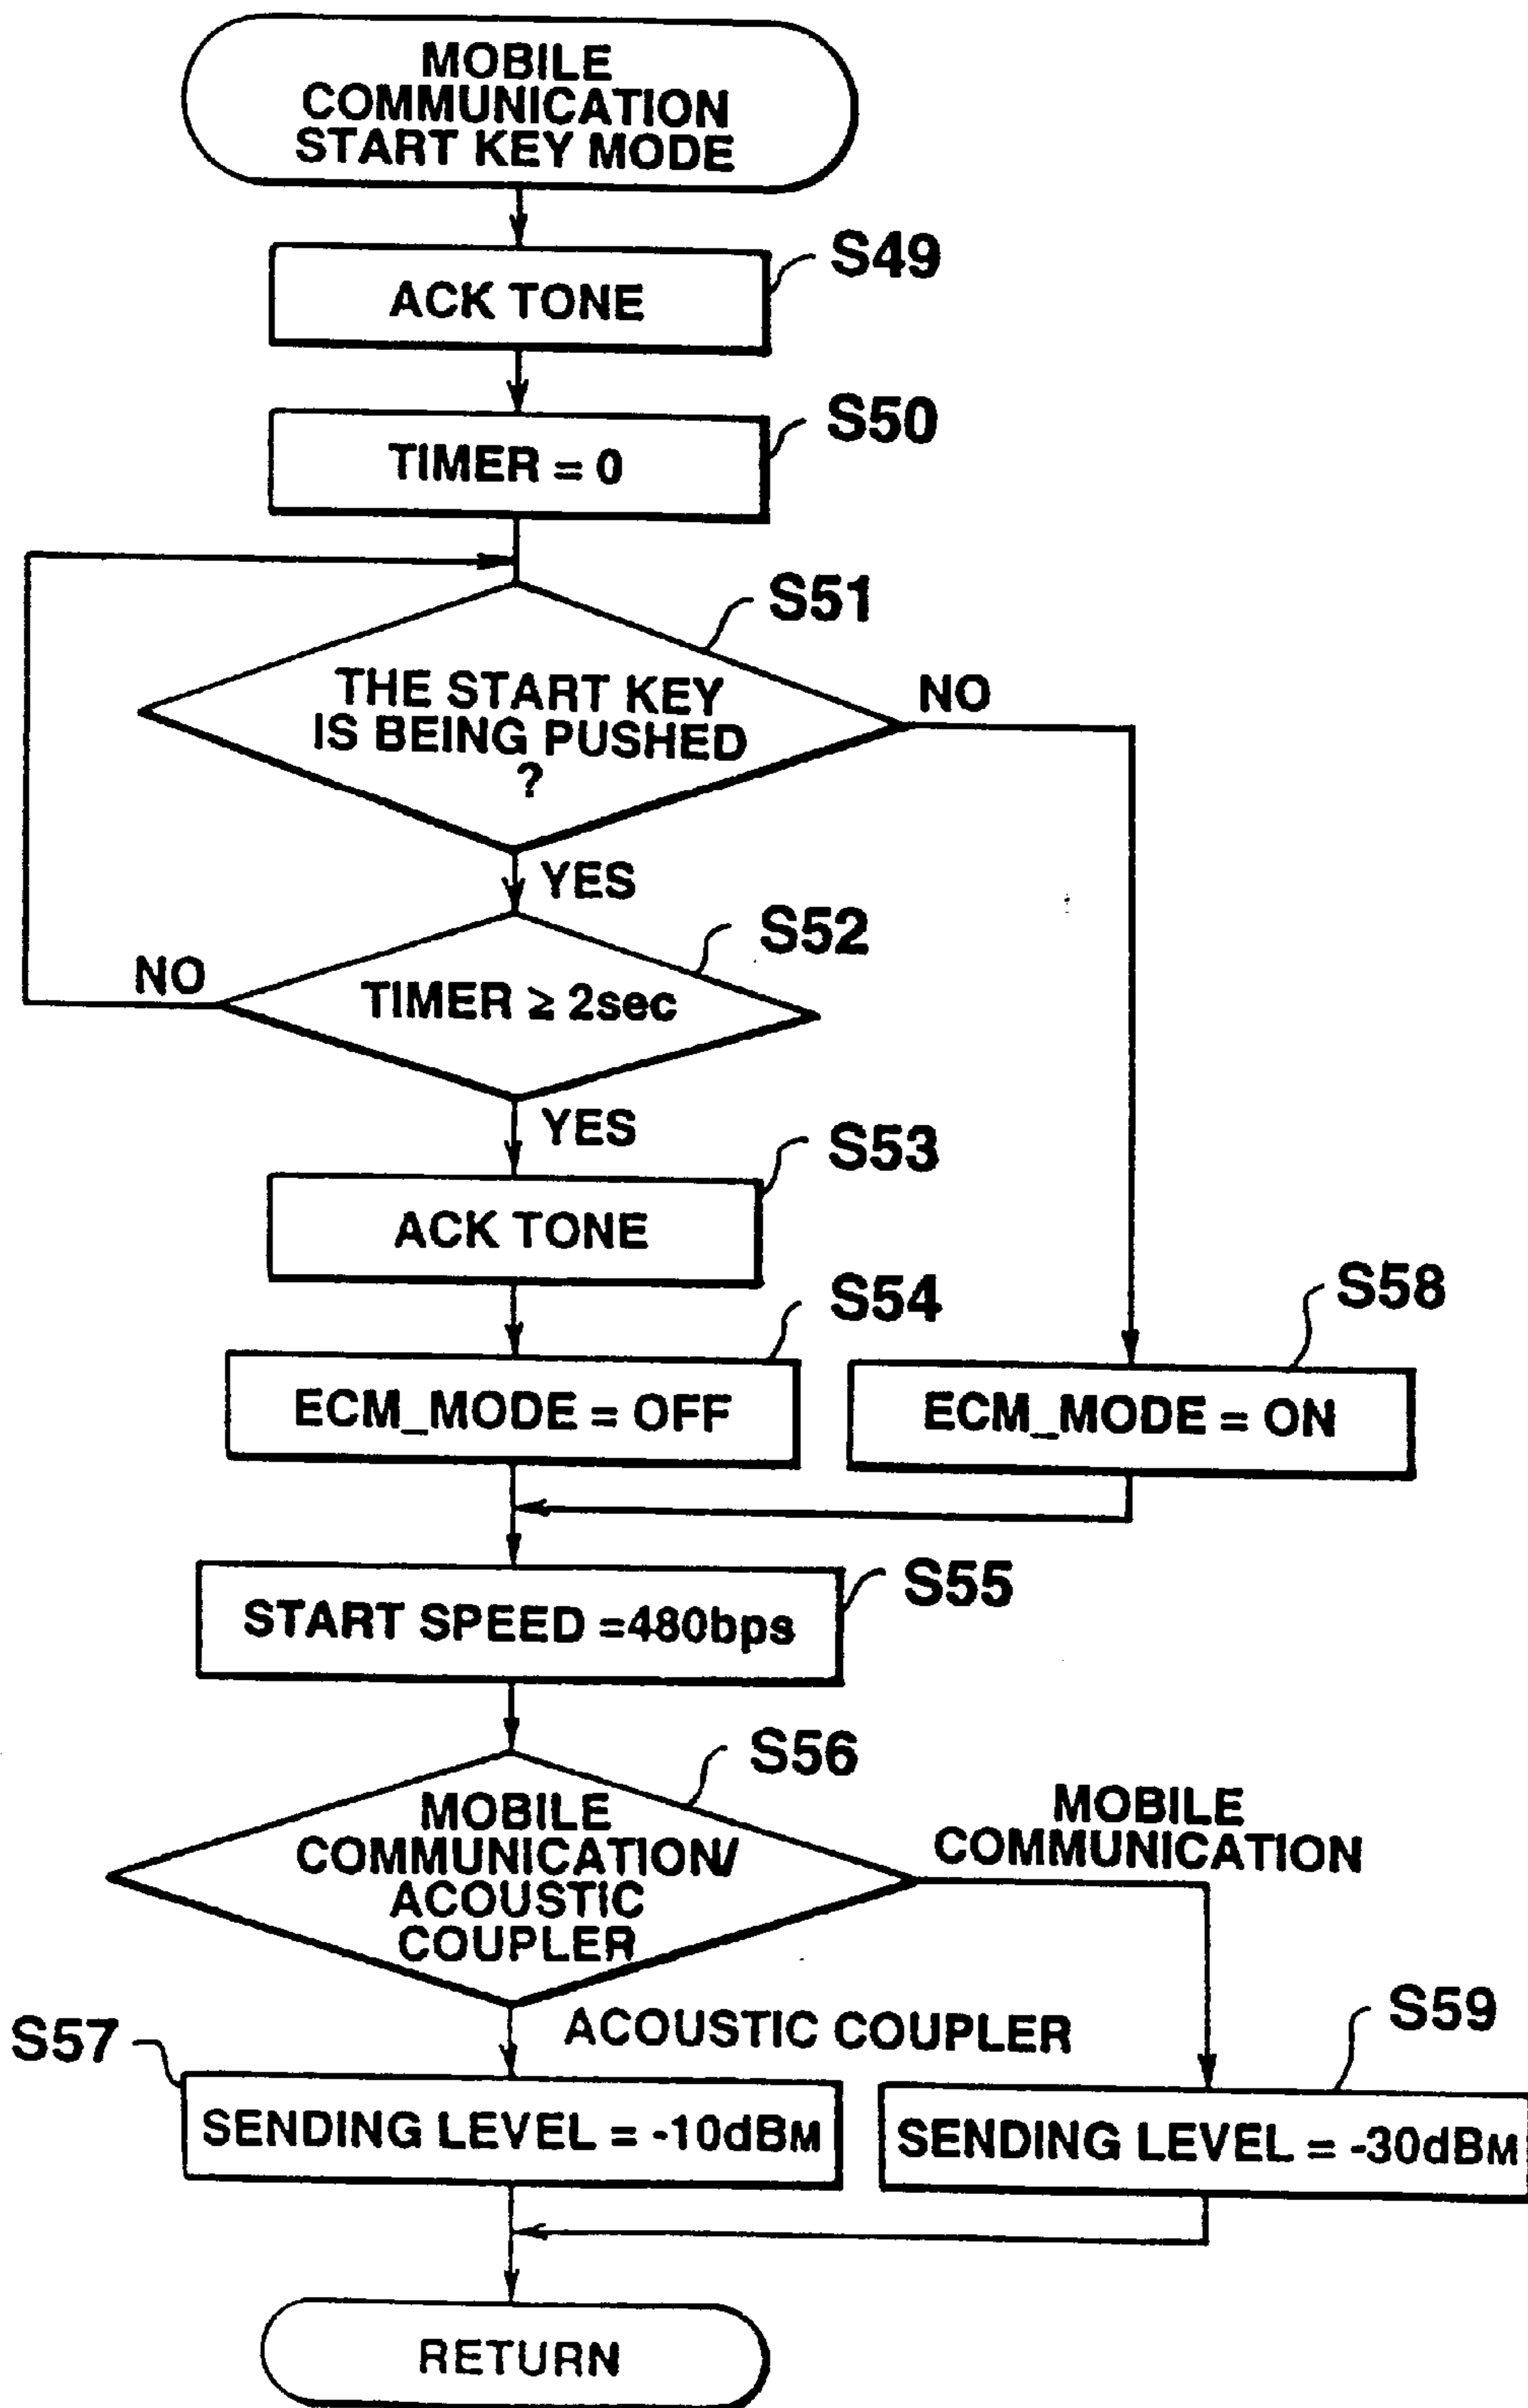 MOBILE
COMMUNICATION
START KEY MODE
S49
ACK TONE
S50
TIMER = 0
S51
THE START KEY
IS BEING PUSHED
?
NO
YES
S52
NO
TIMER ≥ 2sec
YES
S53
ACK TONE
S54
ECM_MODE = OFF
S58
ECM_MODE = ON
S55
START SPEED =480bps
S56
MOBILE
COMMUNICATION/
ACOUSTIC
COUPLER
MOBILE
COMMUNICATION
ACOUSTIC COUPLER
S57
SENDING LEVEL = -10dBM
S59
SENDING LEVEL = -30dBM
RETURN